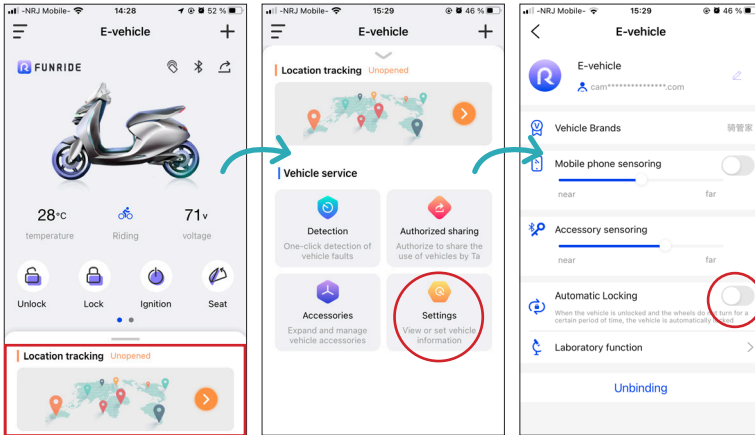 -NRJ Mobile-
14:28
52 %
E-vehicle
FUNRIDE
28°C
71v
temperature
Riding
voltage
Unlock
Lock
Ignition
Seat
Location tracking Unopened
-NRJ Mobile-
15:29
46 %
E-vehicle
Location tracking Unopened
Vehicle service
Detection
One-click detection of
vehicle faults
Authorized sharing
Authorize to share the
use of vehicles by Ta
Accessories
Expand and manage
vehicle accessories
Settings
View or set vehicle
information
-NRJ Mobile-
15:29
46 %
E-vehicle
E-vehicle
cam***************.com
Vehicle Brands
骑管家
Mobile phone sensoring
near
far
Accessory sensoring
near
far
Automatic Locking
When the vehicle is unlocked and the wheels do not turn for a
certain period of time, the vehicle is automatically locked
Laboratory function
Unbinding